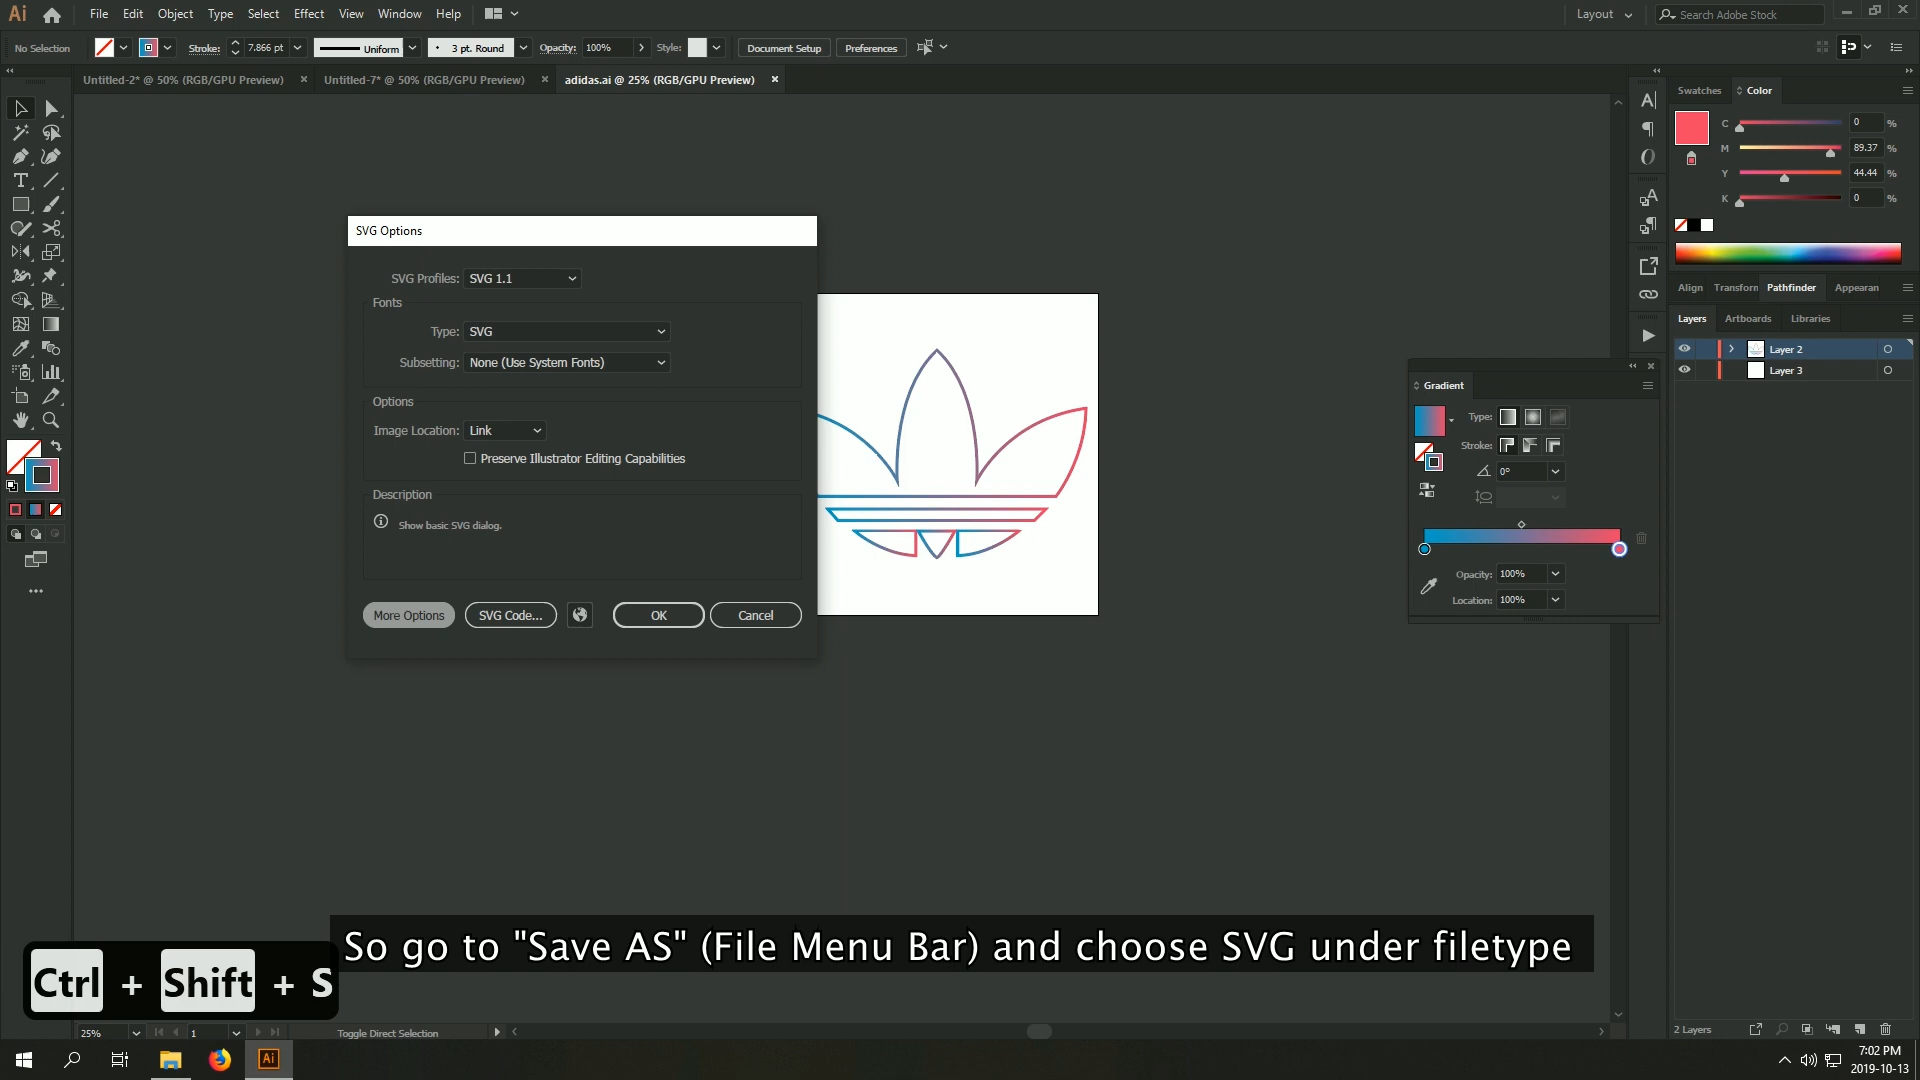 Ai File Edit Object Type Select Effect View Window Help Layout Search Adobe Stock
No Selection Stroke: 7.866 pt Uniform 3 pt. Round Opacity: 100% Style: Document Setup Preferences
Untitled-2* @ 50% (RGB/GPU Preview) Untitled-7* @ 50% (RGB/GPU Preview) adidas.ai @ 25% (RGB/GPU Preview)
Swatches Color
C 0 %
M 89.37 %
Y 44.44 %
K 0 %
Align Transform Pathfinder Appearan
Layers Artboards Libraries
Layer 2
Layer 3
SVG Options
SVG Profiles: SVG 1.1
Fonts
Type: SVG
Subsetting: None (Use System Fonts)
Options
Image Location: Link
Preserve Illustrator Editing Capabilities
Description
Show basic SVG dialog.
More Options SVG Code... OK Cancel
Gradient
Type:
Stroke:
0°
Opacity: 100%
Location: 100%
So go to "Save AS" (File Menu Bar) and choose SVG under filetype
Ctrl + Shift + S
25% 1 Toggle Direct Selection
2 Layers
Ai
7:02 PM
2019-10-13